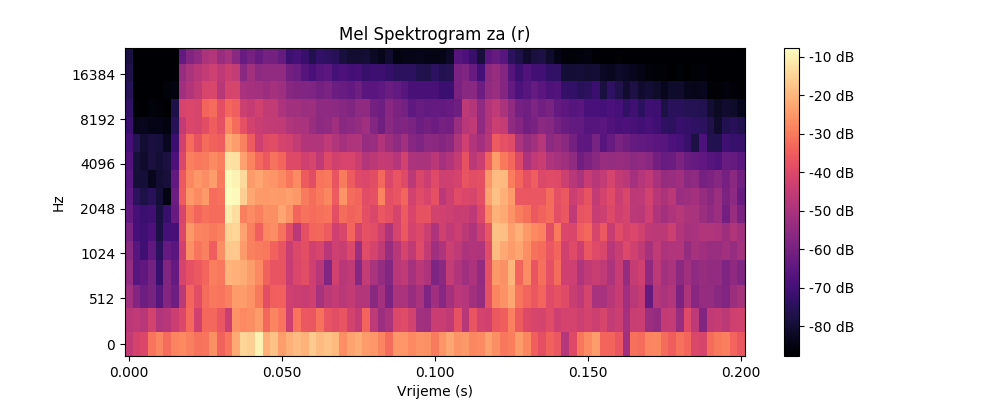 Mel Spektrogram za (r)
16384
8192
4096
2048
1024
512
0
Hz
0.000 0.050 0.100 0.150 0.200
Vrijeme (s)
-10 dB
-20 dB
-30 dB
-40 dB
-50 dB
-60 dB
-70 dB
-80 dB